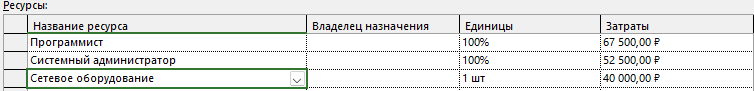 Ресурсы:
Название ресурса Владелец назначения Единицы Затраты
Программист 100% 67 500,00 ₽
Системный администратор 100% 52 500,00 ₽
Сетевое оборудование 1 шт 40 000,00 ₽